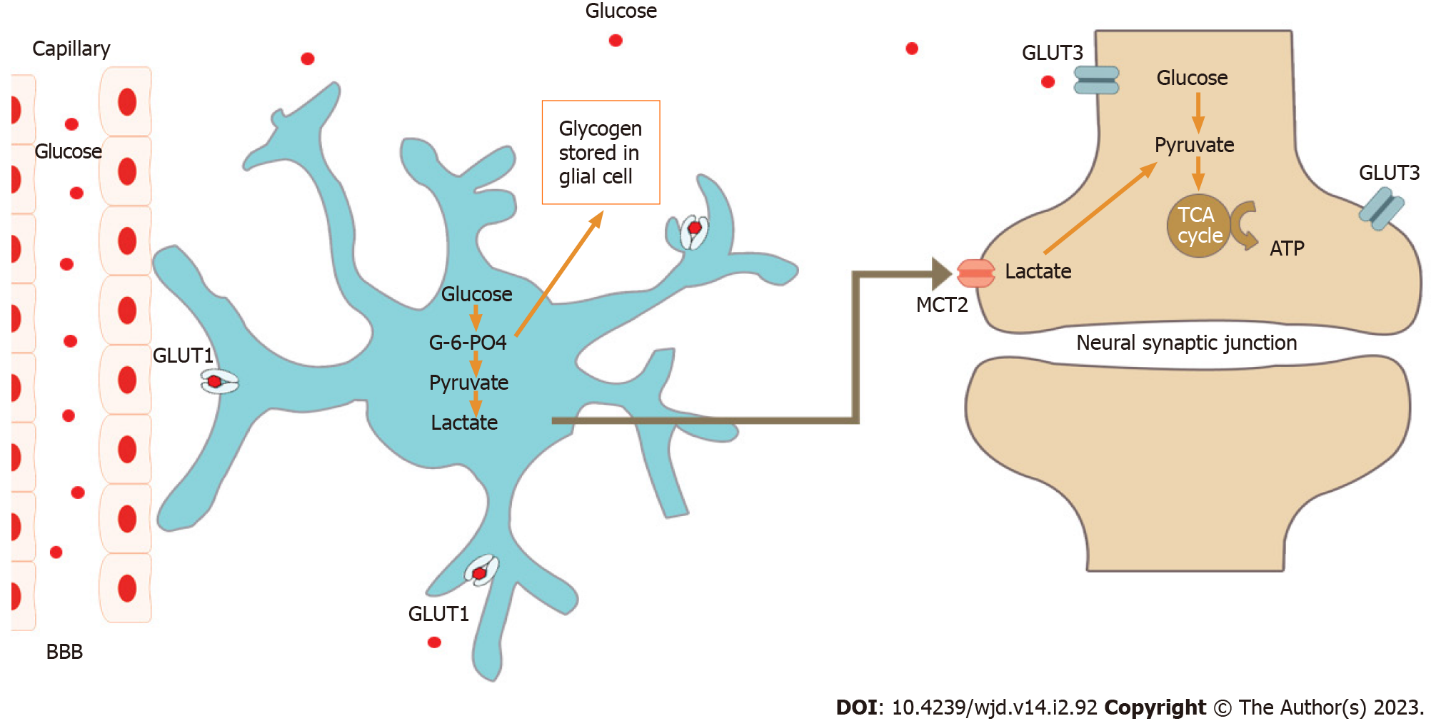 Glucose
Capillary
Glucose
BBB
GLUT1
Glycogen
stored in
glial cell
Glucose
G-6-PO4
Pyruvate
Lactate
GLUT1
GLUT3
Glucose
Pyruvate
GLUT3
TCA
cycle
ATP
Lactate
MCT2
Neural synaptic junction
DOI: 10.4239/wjd.v14.i2.92 Copyright © The Author(s) 2023.